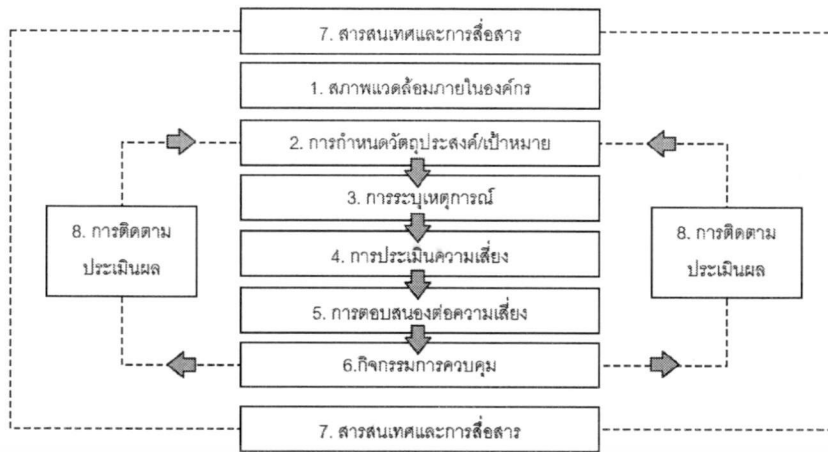 7. สารสนเทศและการสื่อสาร
1. สภาพแวดล้อมภายในองค์กร
2. การกำหนดวัตถุประสงค์/เป้าหมาย
3. การระบุเหตุการณ์
8. การติดตาม
ประเมินผล
8. การติดตาม
ประเมินผล
4. การประเมินความเสี่ยง
5. การตอบสนองต่อความเสี่ยง
6.กิจกรรมการควบคุม
7. สารสนเทศและการสื่อสาร